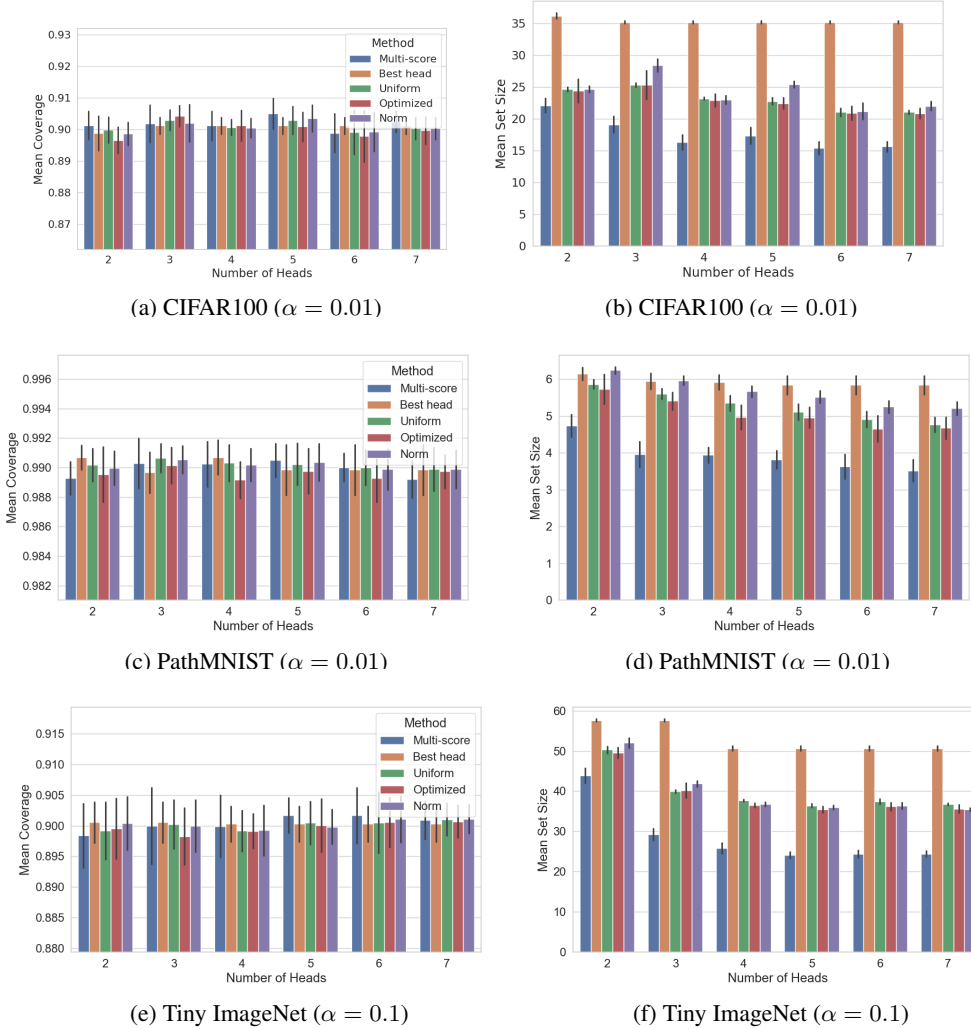 0.93
0.92
0.91
0.90
0.89
0.88
0.87
Mean Coverage
Method
Multi-score
Best head
Uniform
Optimized
Norm
2 3 4 5 6 7
Number of Heads
(a) CIFAR100 (α = 0.01)
35
30
25
20
15
10
5
0
Mean Set Size
2 3 4 5 6 7
Number of Heads
(b) CIFAR100 (α = 0.01)
0.996
0.994
0.992
0.990
0.988
0.986
0.984
0.982
Mean Coverage
Method
Multi-score
Best head
Uniform
Optimized
Norm
2 3 4 5 6 7
Number of Heads
(c) PathMNIST (α = 0.01)
6
5
4
3
2
1
0
Mean Set Size
2 3 4 5 6 7
Number of Heads
(d) PathMNIST (α = 0.01)
0.915
0.910
0.905
0.900
0.895
0.890
0.885
0.880
Mean Coverage
Method
Multi-score
Best head
Uniform
Optimized
Norm
2 3 4 5 6 7
Number of Heads
(e) Tiny ImageNet (α = 0.1)
60
50
40
30
20
10
0
Mean Set Size
2 3 4 5 6 7
Number of Heads
(f) Tiny ImageNet (α = 0.1)